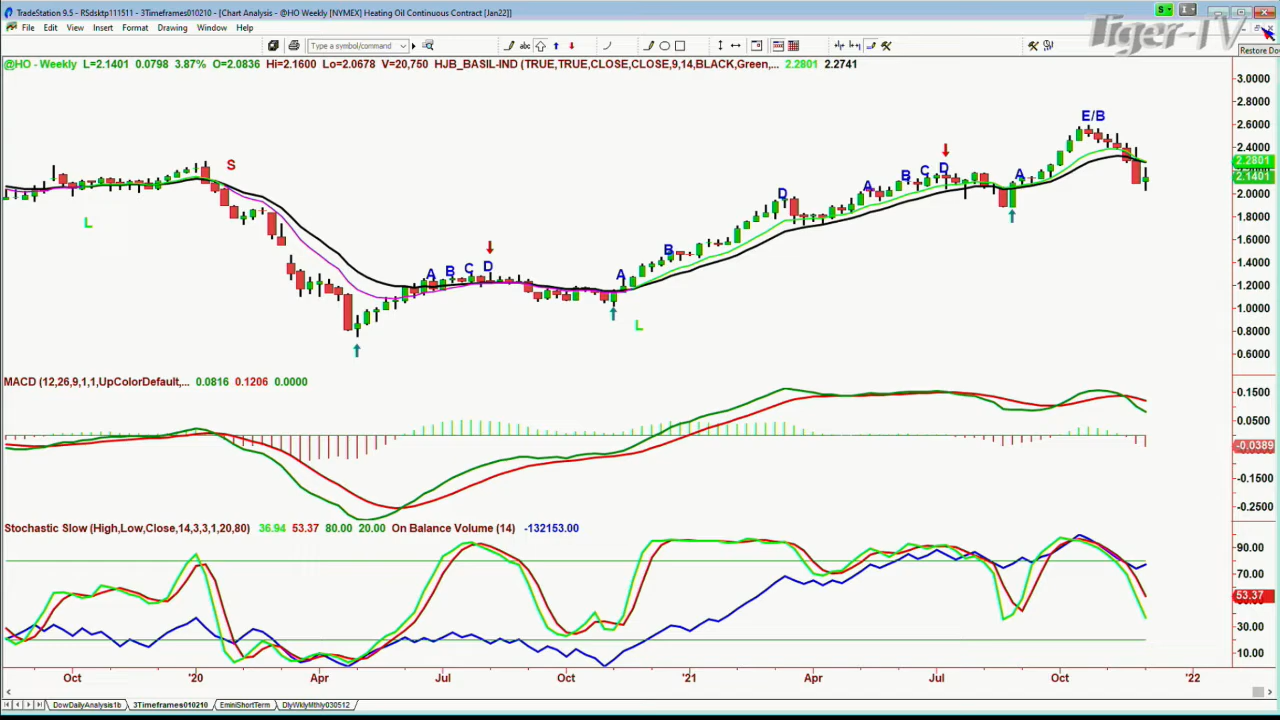 TradeStation 9.5 - RSdsktp111511 - 3Timeframes010210 - [Chart Analysis - @HO Weekly [NYMEX] Heating Oil Continuous Contract [Jan22]]
S
I
Tiger-TV
File Edit View Insert Format Drawing Window Help
Type a symbol/command
abc
Restore Do
@HO - Weekly L=2.1401 0.0798 3.87% O=2.0836 Hi=2.1600 Lo=2.0678 V=20,750 HJB_BASIL-IND (TRUE,TRUE,CLOSE,CLOSE,9,14,BLACK,Green,... 2.2801 2.2741
3.0000
2.8000
E/B
2.6000
2.4000
S
2.2801
D
C
B
A
2.1401
D
A
2.0000
L
1.8000
1.6000
B
1.4000
A B C D
A
1.2000
1.0000
L
0.8000
0.6000
MACD (12,26,9,1,1,UpColorDefault,... 0.0816 0.1206 0.0000
0.1500
0.0500
-0.0389
-0.1500
-0.2500
Stochastic Slow (High,Low,Close,14,3,3,1,20,80) 36.94 53.37 80.00 20.00 On Balance Volume (14) -132153.00
90.00
70.00
53.37
30.00
10.00
Oct '20 Apr Jul Oct '21 Apr Jul Oct '22
DowDailyAnalysis1b 3Timeframes010210 EminiShortTerm DlyWklyMthly030512